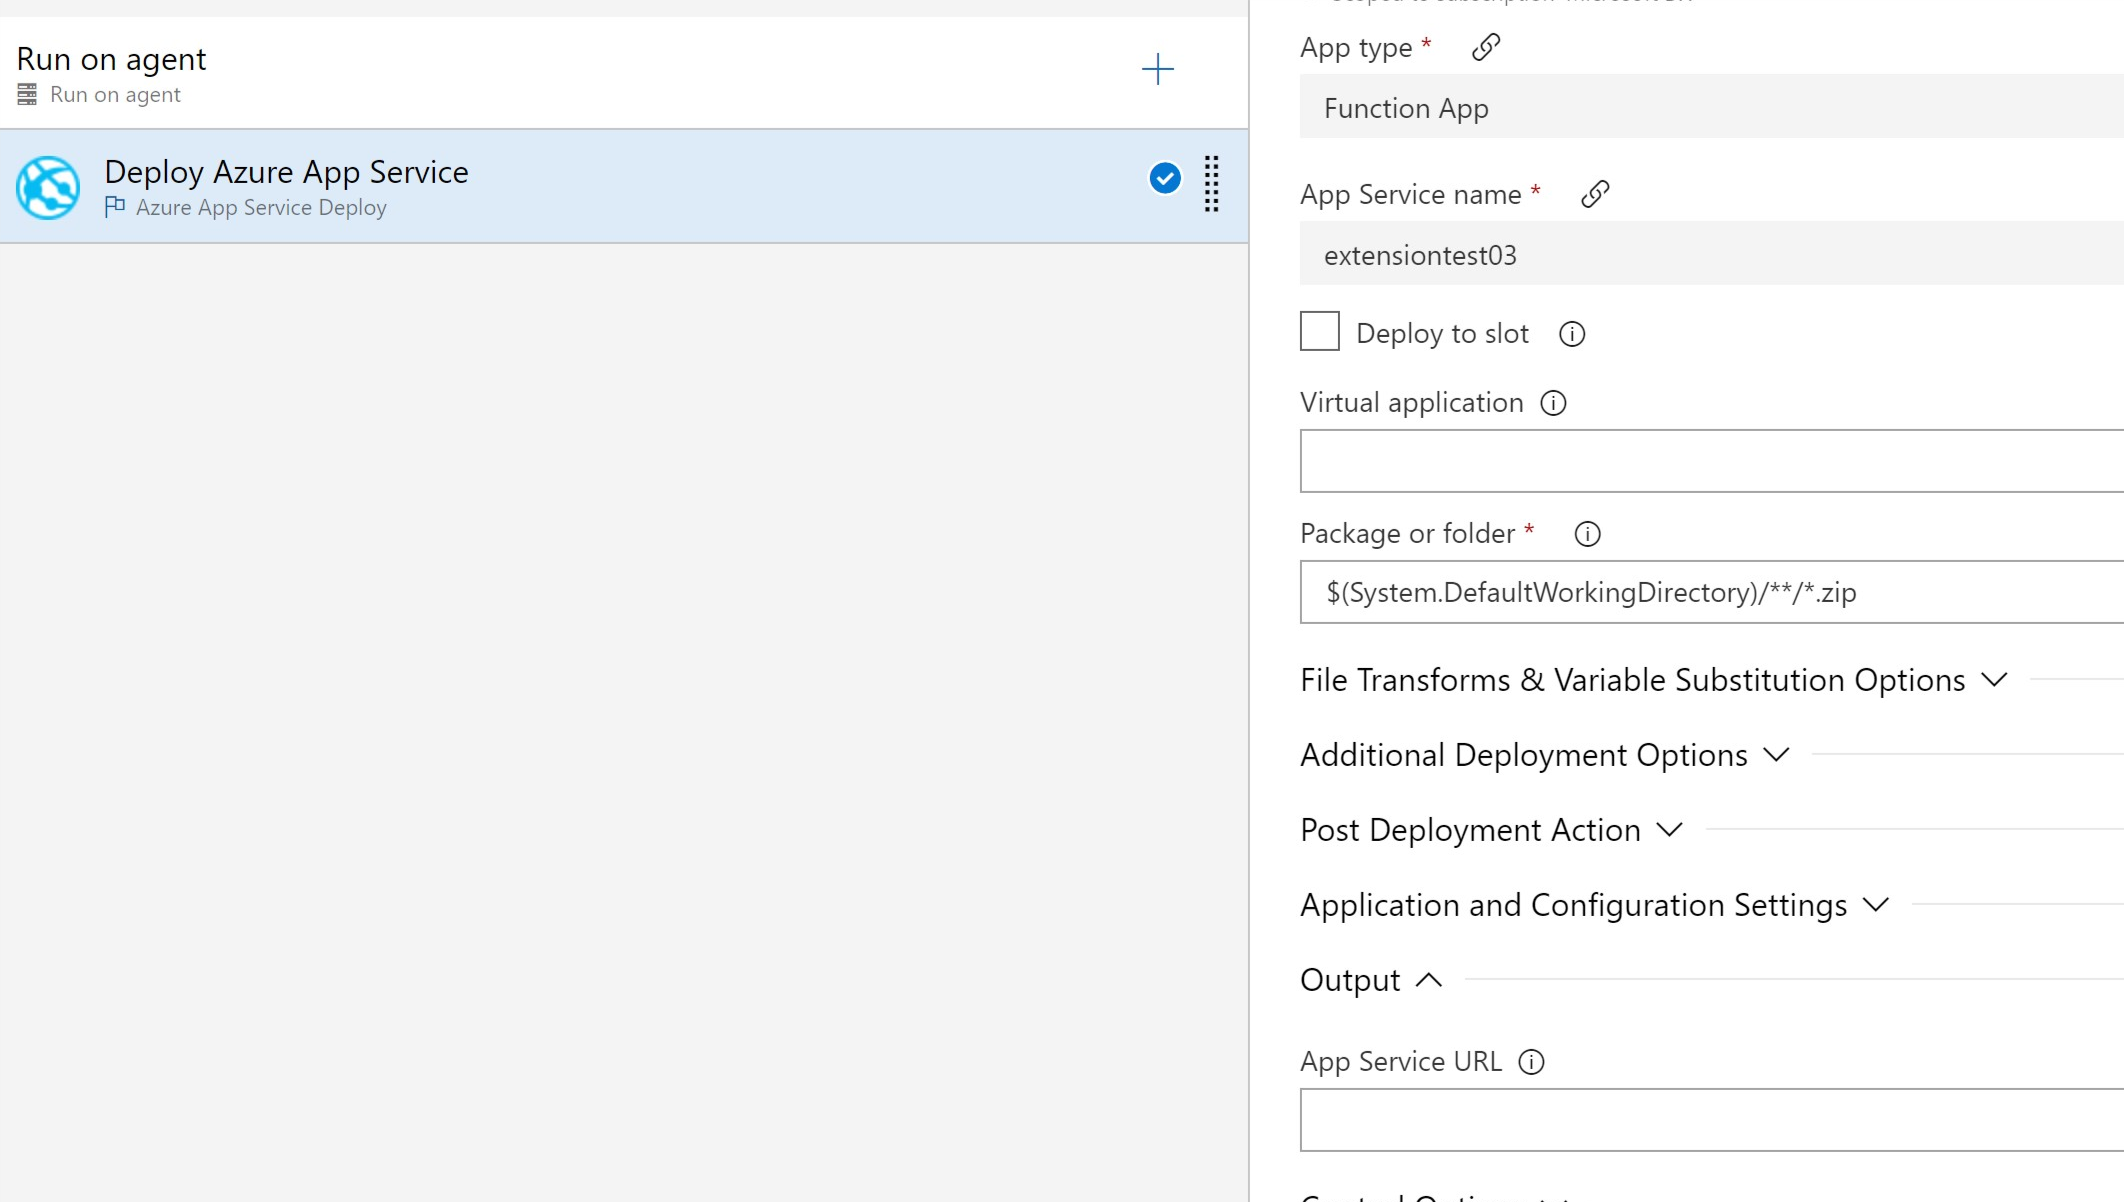 Run on agent
Run on agent
Deploy Azure App Service
Azure App Service Deploy
App type *
Function App
App Service name *
extensiontest03
Deploy to slot
Virtual application
Package or folder *
$(System.DefaultWorkingDirectory)/**/*.zip
File Transforms & Variable Substitution Options
Additional Deployment Options
Post Deployment Action
Application and Configuration Settings
Output
App Service URL